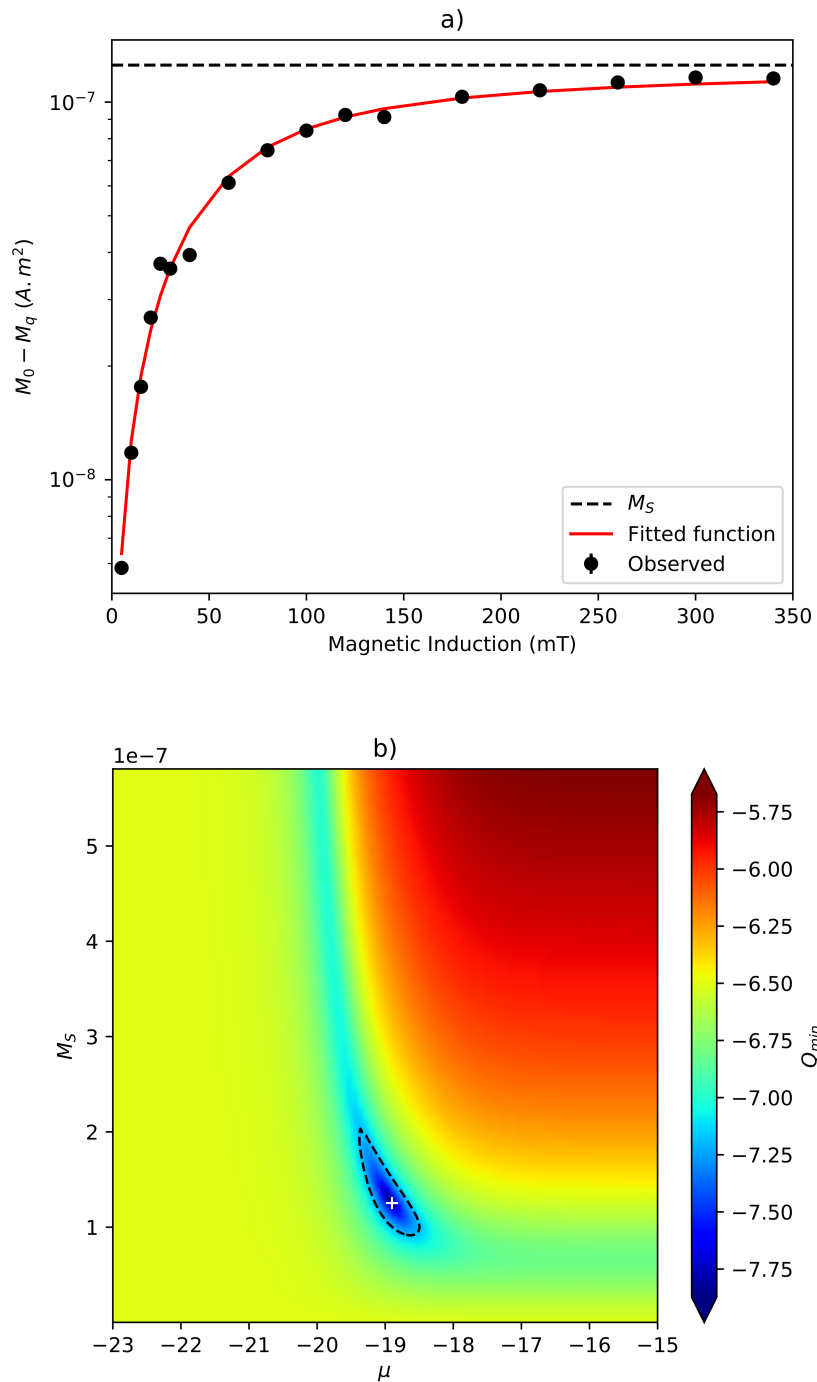 a)
10⁻⁷
10⁻⁸
M₀ − M_q (A.m²)
M_S
Fitted function
Observed
0 50 100 150 200 250 300 350
Magnetic Induction (mT)
b)
1e−7
5
4
3
2
1
M_S
−23 −22 −21 −20 −19 −18 −17 −16 −15
μ
−5.75
−6.00
−6.25
−6.50
−6.75
−7.00
−7.25
−7.50
−7.75
Q_min